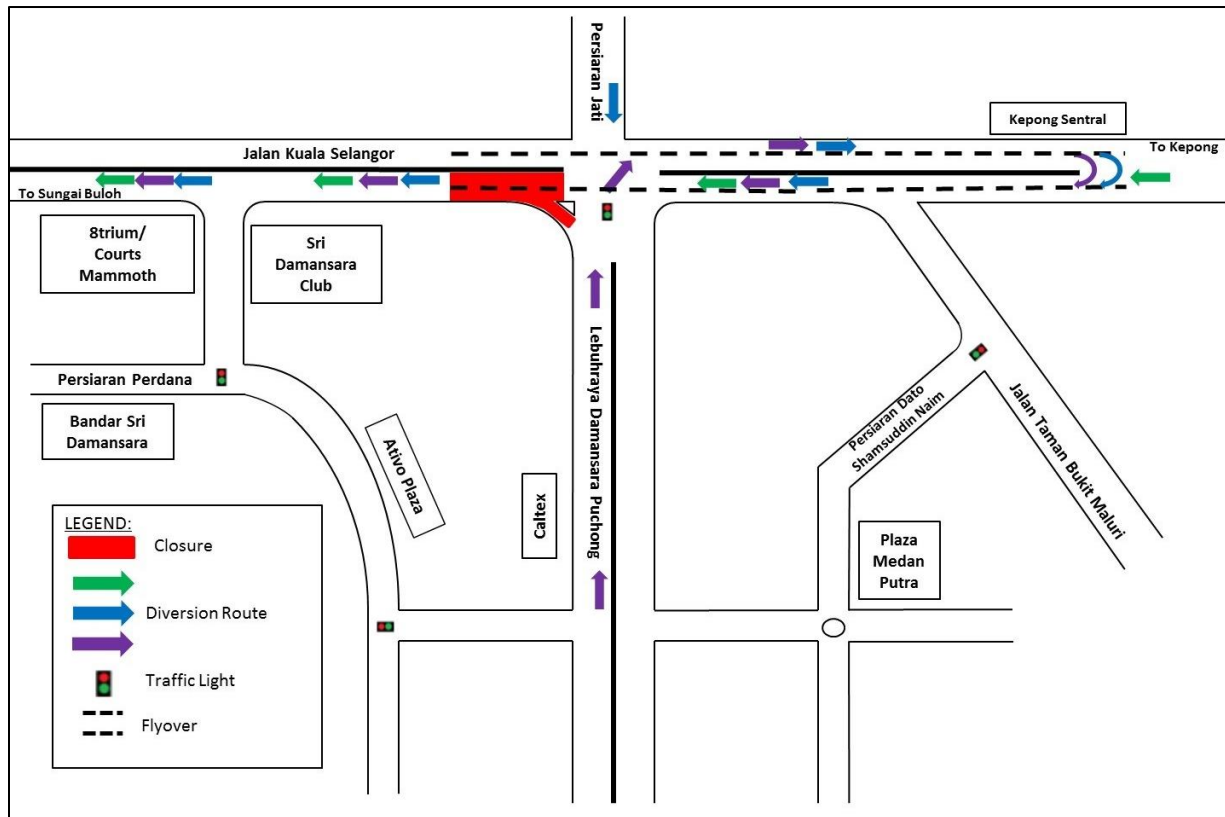 Persiaran Jati
Kepong Sentral
Jalan Kuala Selangor
To Kepong
To Sungai Buloh
8trium/
Courts
Mammoth
Sri
Damansara
Club
Lebuhraya Damansara Puchong
Persiaran Perdana
Bandar Sri
Damansara
Ativo Plaza
Caltex
Persiaran Dato
Shamsuddin Naim
Jalan Taman Bukit Maluri
Plaza
Medan
Putra
LEGEND:
Closure
Diversion Route
Traffic Light
Flyover